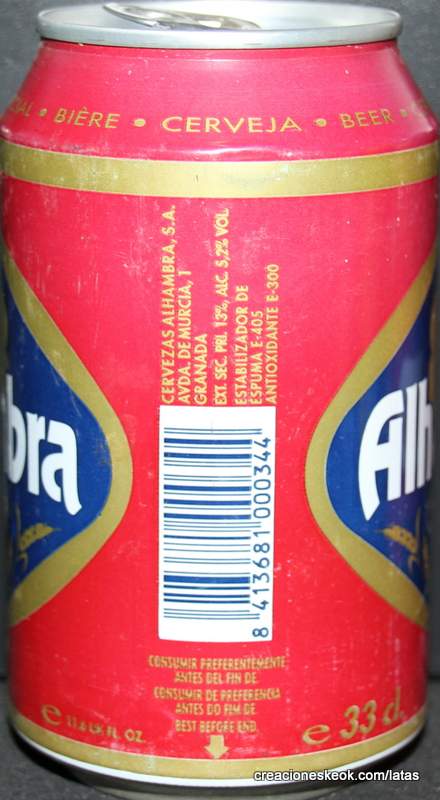 • BIÈRE • CERVEJA • BEER •
CERVEZAS ALHAMBRA, S.A.
AVDA. DE MURCIA, 1
GRANADA
EXT. SEC. PRI. 13%, ALC. 5,2% VOL
ESTABILIZADOR DE
ESPUMA E-405
ANTIOXIDANTE E-300
bra
Alh
8 413681 000344
CONSUMIR PREFERENTEMENTE
ANTES DEL FIN DE
CONSUMIR DE PREFERENCIA
ANTES DO FIM DE
BEST BEFORE END
e FL. OZ.
e 33 cl.
creacioneskeok.com/latas